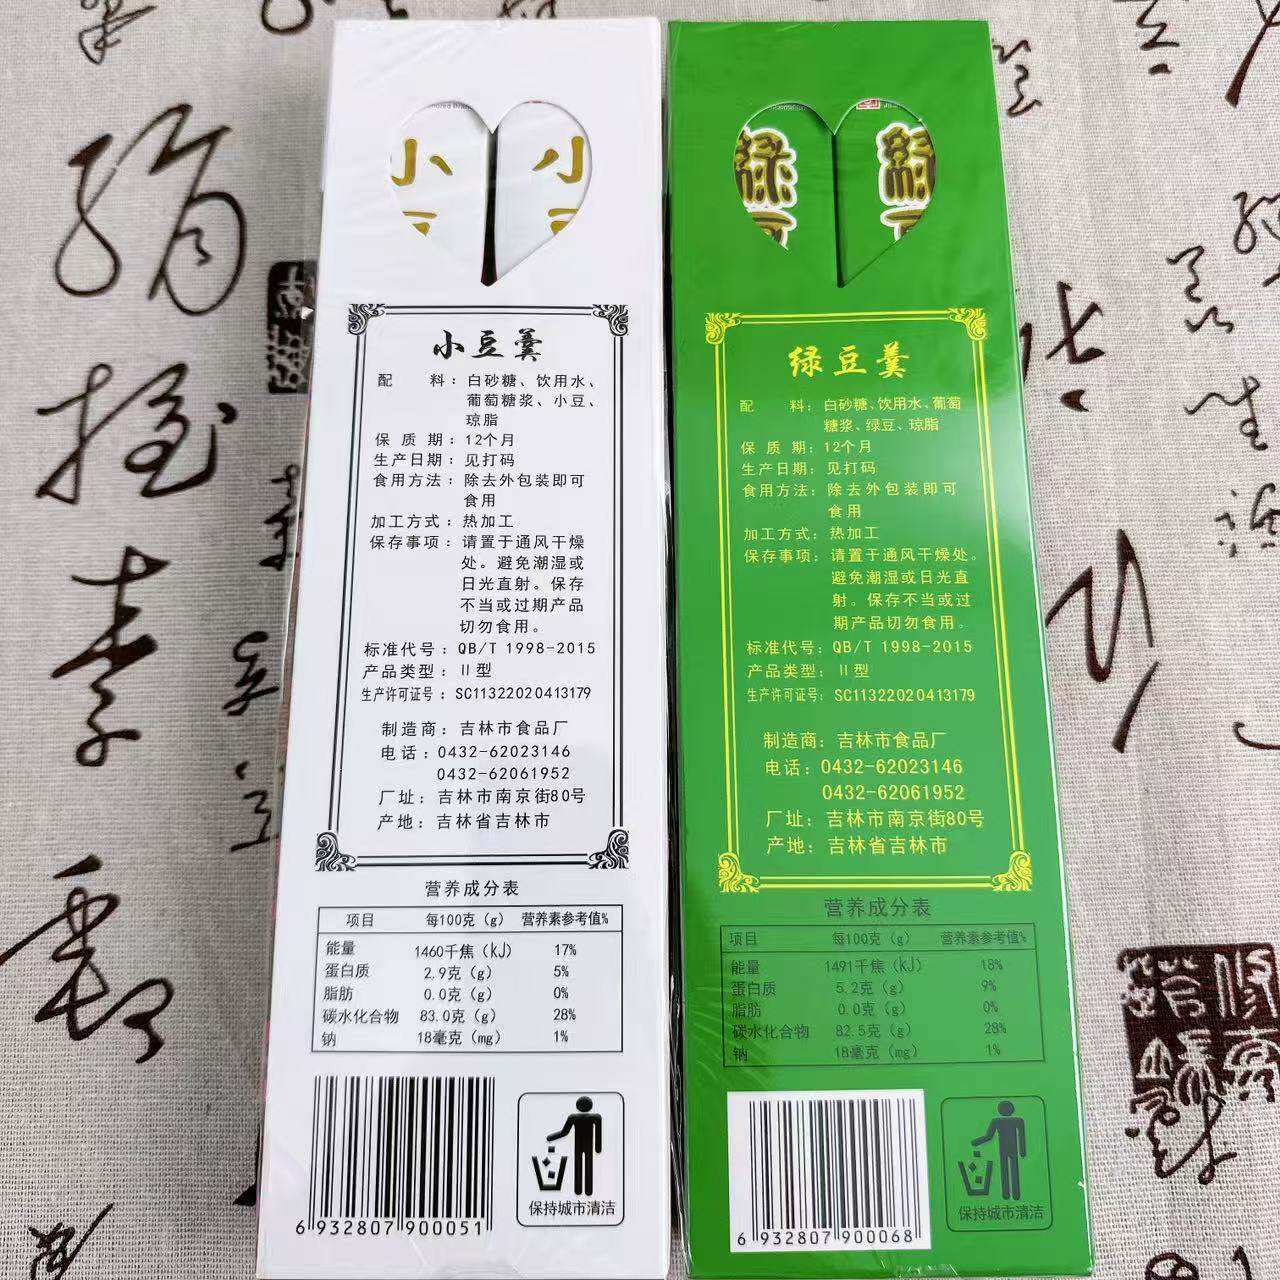 小
小
绿
绿
小豆羹
配 料：白砂糖、饮用水、
葡萄糖浆、小豆、
琼脂
保 质 期：12个月
生产日期：见打码
食用方法：除去外包装即可
食用
加工方式：热加工
保存事项：请置于通风干燥
处。避免潮湿或
日光直射。保存
不当或过期产品
切勿食用。
标准代号：QB/T 1998-2015
产品类型：II型
生产许可证号：SC11322020413179
制造商：吉林市食品厂
电话：0432-62023146
0432-62061952
厂址：吉林市南京街80号
产地：吉林省吉林市
营养成分表
项目 每100克（g） 营养素参考值%
能量 1460千焦（kJ） 17%
蛋白质 2.9克（g） 5%
脂肪 0.0克（g） 0%
碳水化合物 83.0克（g） 28%
钠 18毫克（mg） 1%
6 932807 900051
保持城市清洁
绿豆羹
配 料：白砂糖、饮用水、葡萄
糖浆、绿豆、琼脂
保 质 期：12个月
生产日期：见打码
食用方法：除去外包装即可
食用
加工方式：热加工
保存事项：请置于通风干燥处。
避免潮湿或日光直
射。保存不当或过
期产品切勿食用。
标准代号：QB/T 1998-2015
产品类型：II型
生产许可证号：SC11322020413179
制造商：吉林市食品厂
电话：0432-62023146
0432-62061952
厂址：吉林市南京街80号
产地：吉林省吉林市
营养成分表
项目 每100克（g） 营养素参考值%
能量 1491千焦（kJ） 18%
蛋白质 5.2克（g） 9%
脂肪 0.0克（g） 0%
碳水化合物 82.5克（g） 28%
钠 18毫克（mg） 1%
6 932807 900068
保持城市清洁